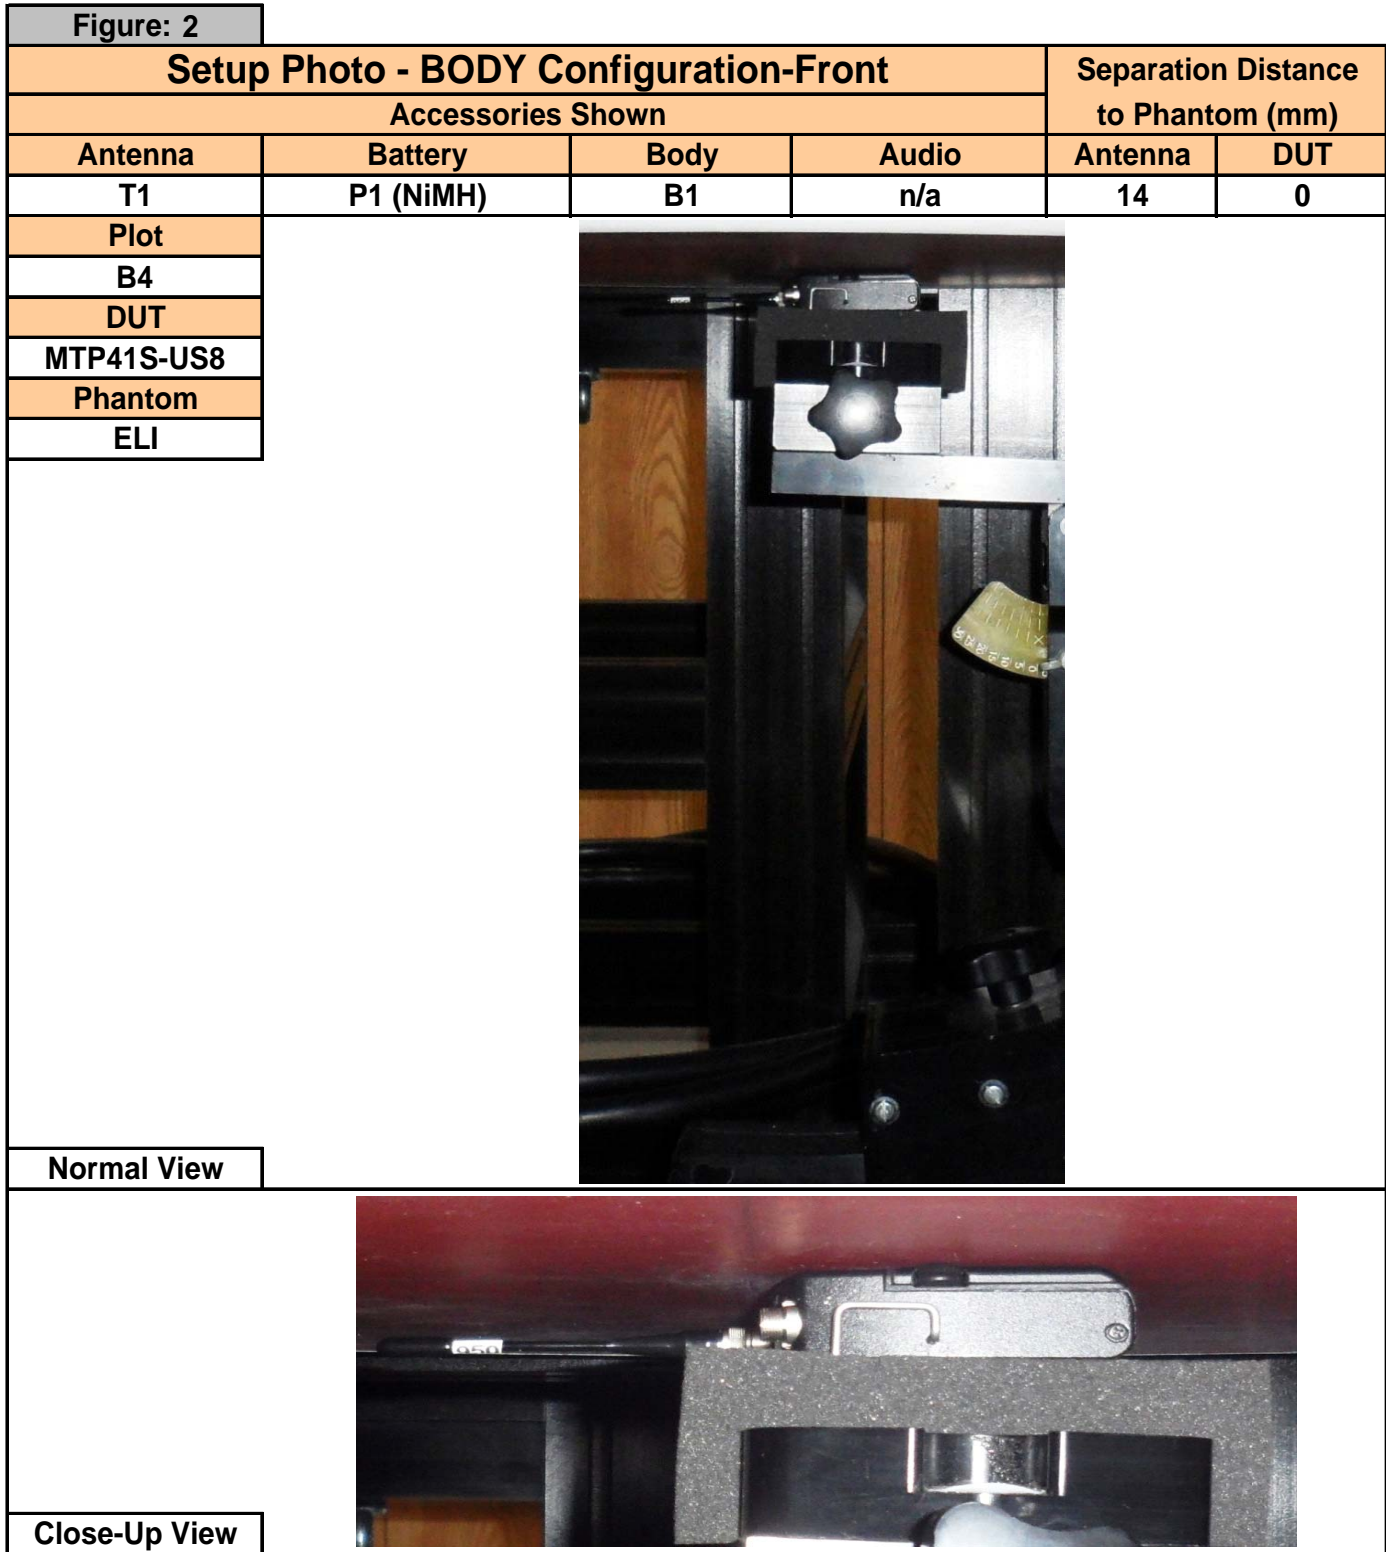 Figure: 2
Setup Photo - BODY Configuration-Front
Separation Distance
to Phantom (mm)
Accessories Shown
Antenna Battery Body Audio Antenna DUT
T1 P1 (NiMH) B1 n/a 14 0
Plot
B4
DUT
MTP41S-US8
Phantom
ELI
Normal View
Close-Up View